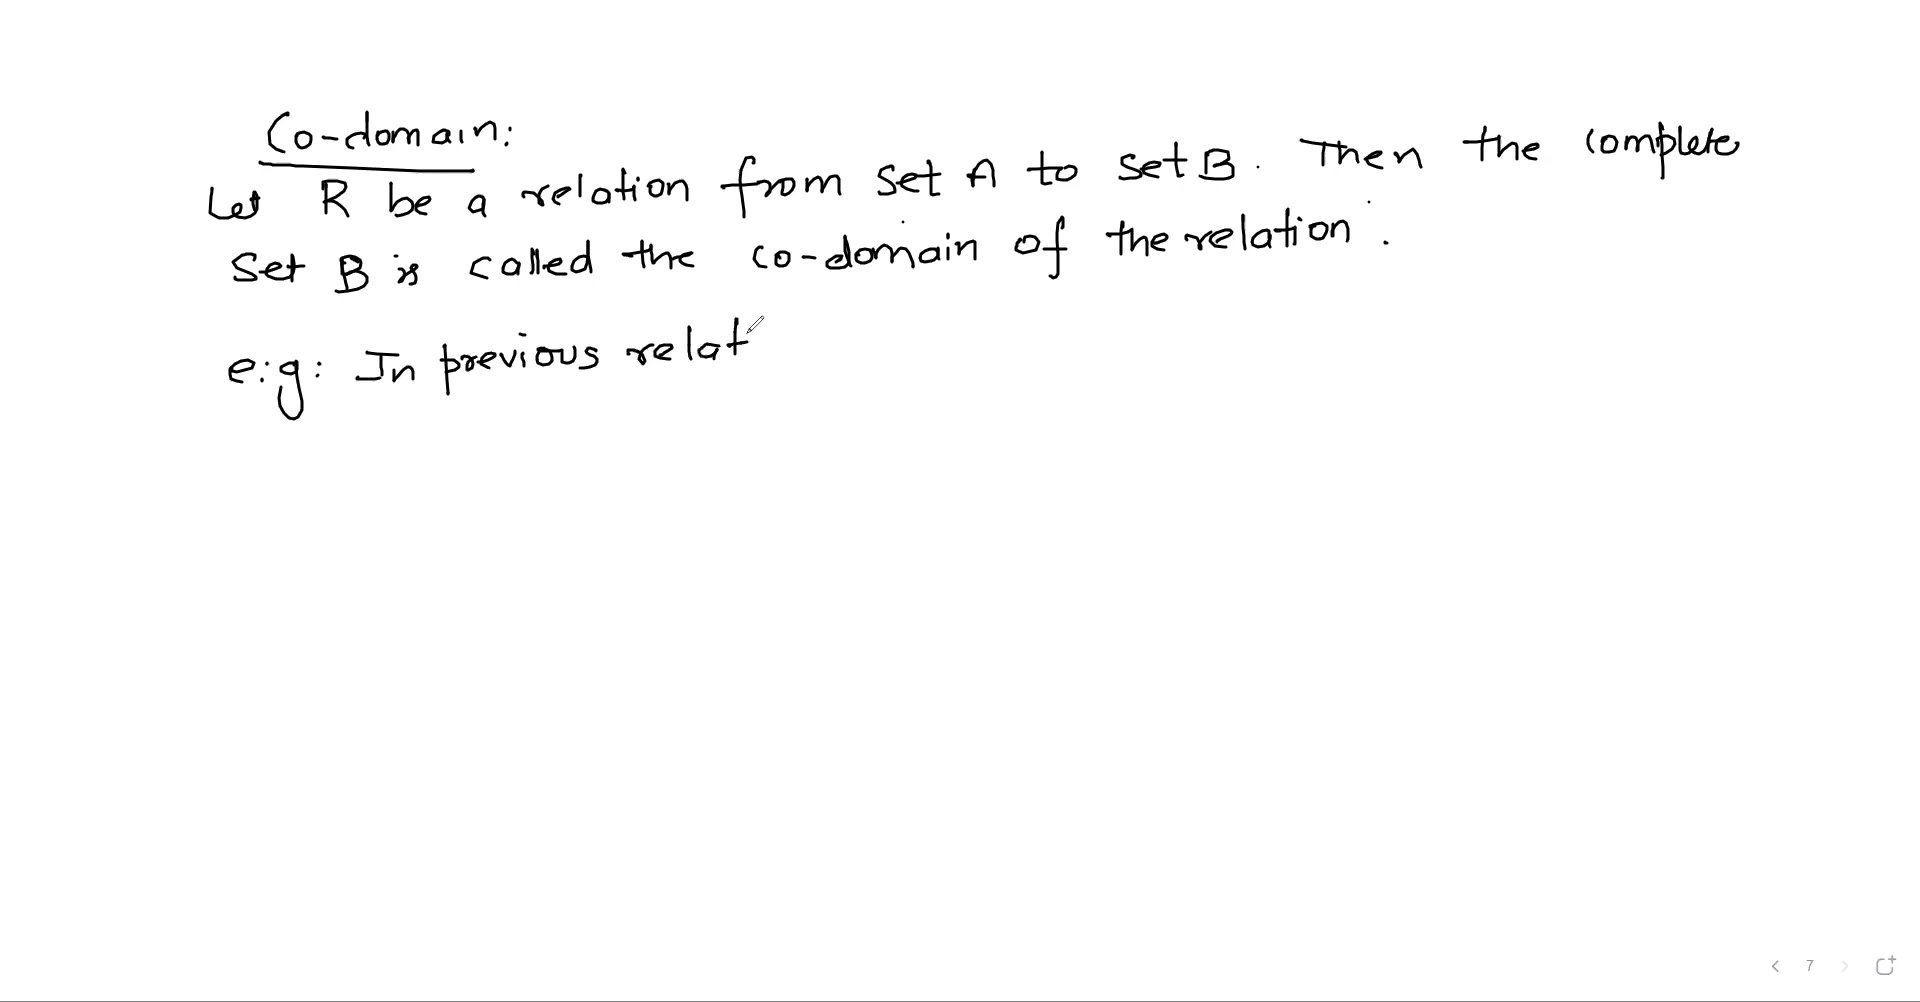 Co-domain:
Let R be a relation from set A to set B. Then the complete
Set B is called the co-domain of the relation.
e.g: In previous relat
7